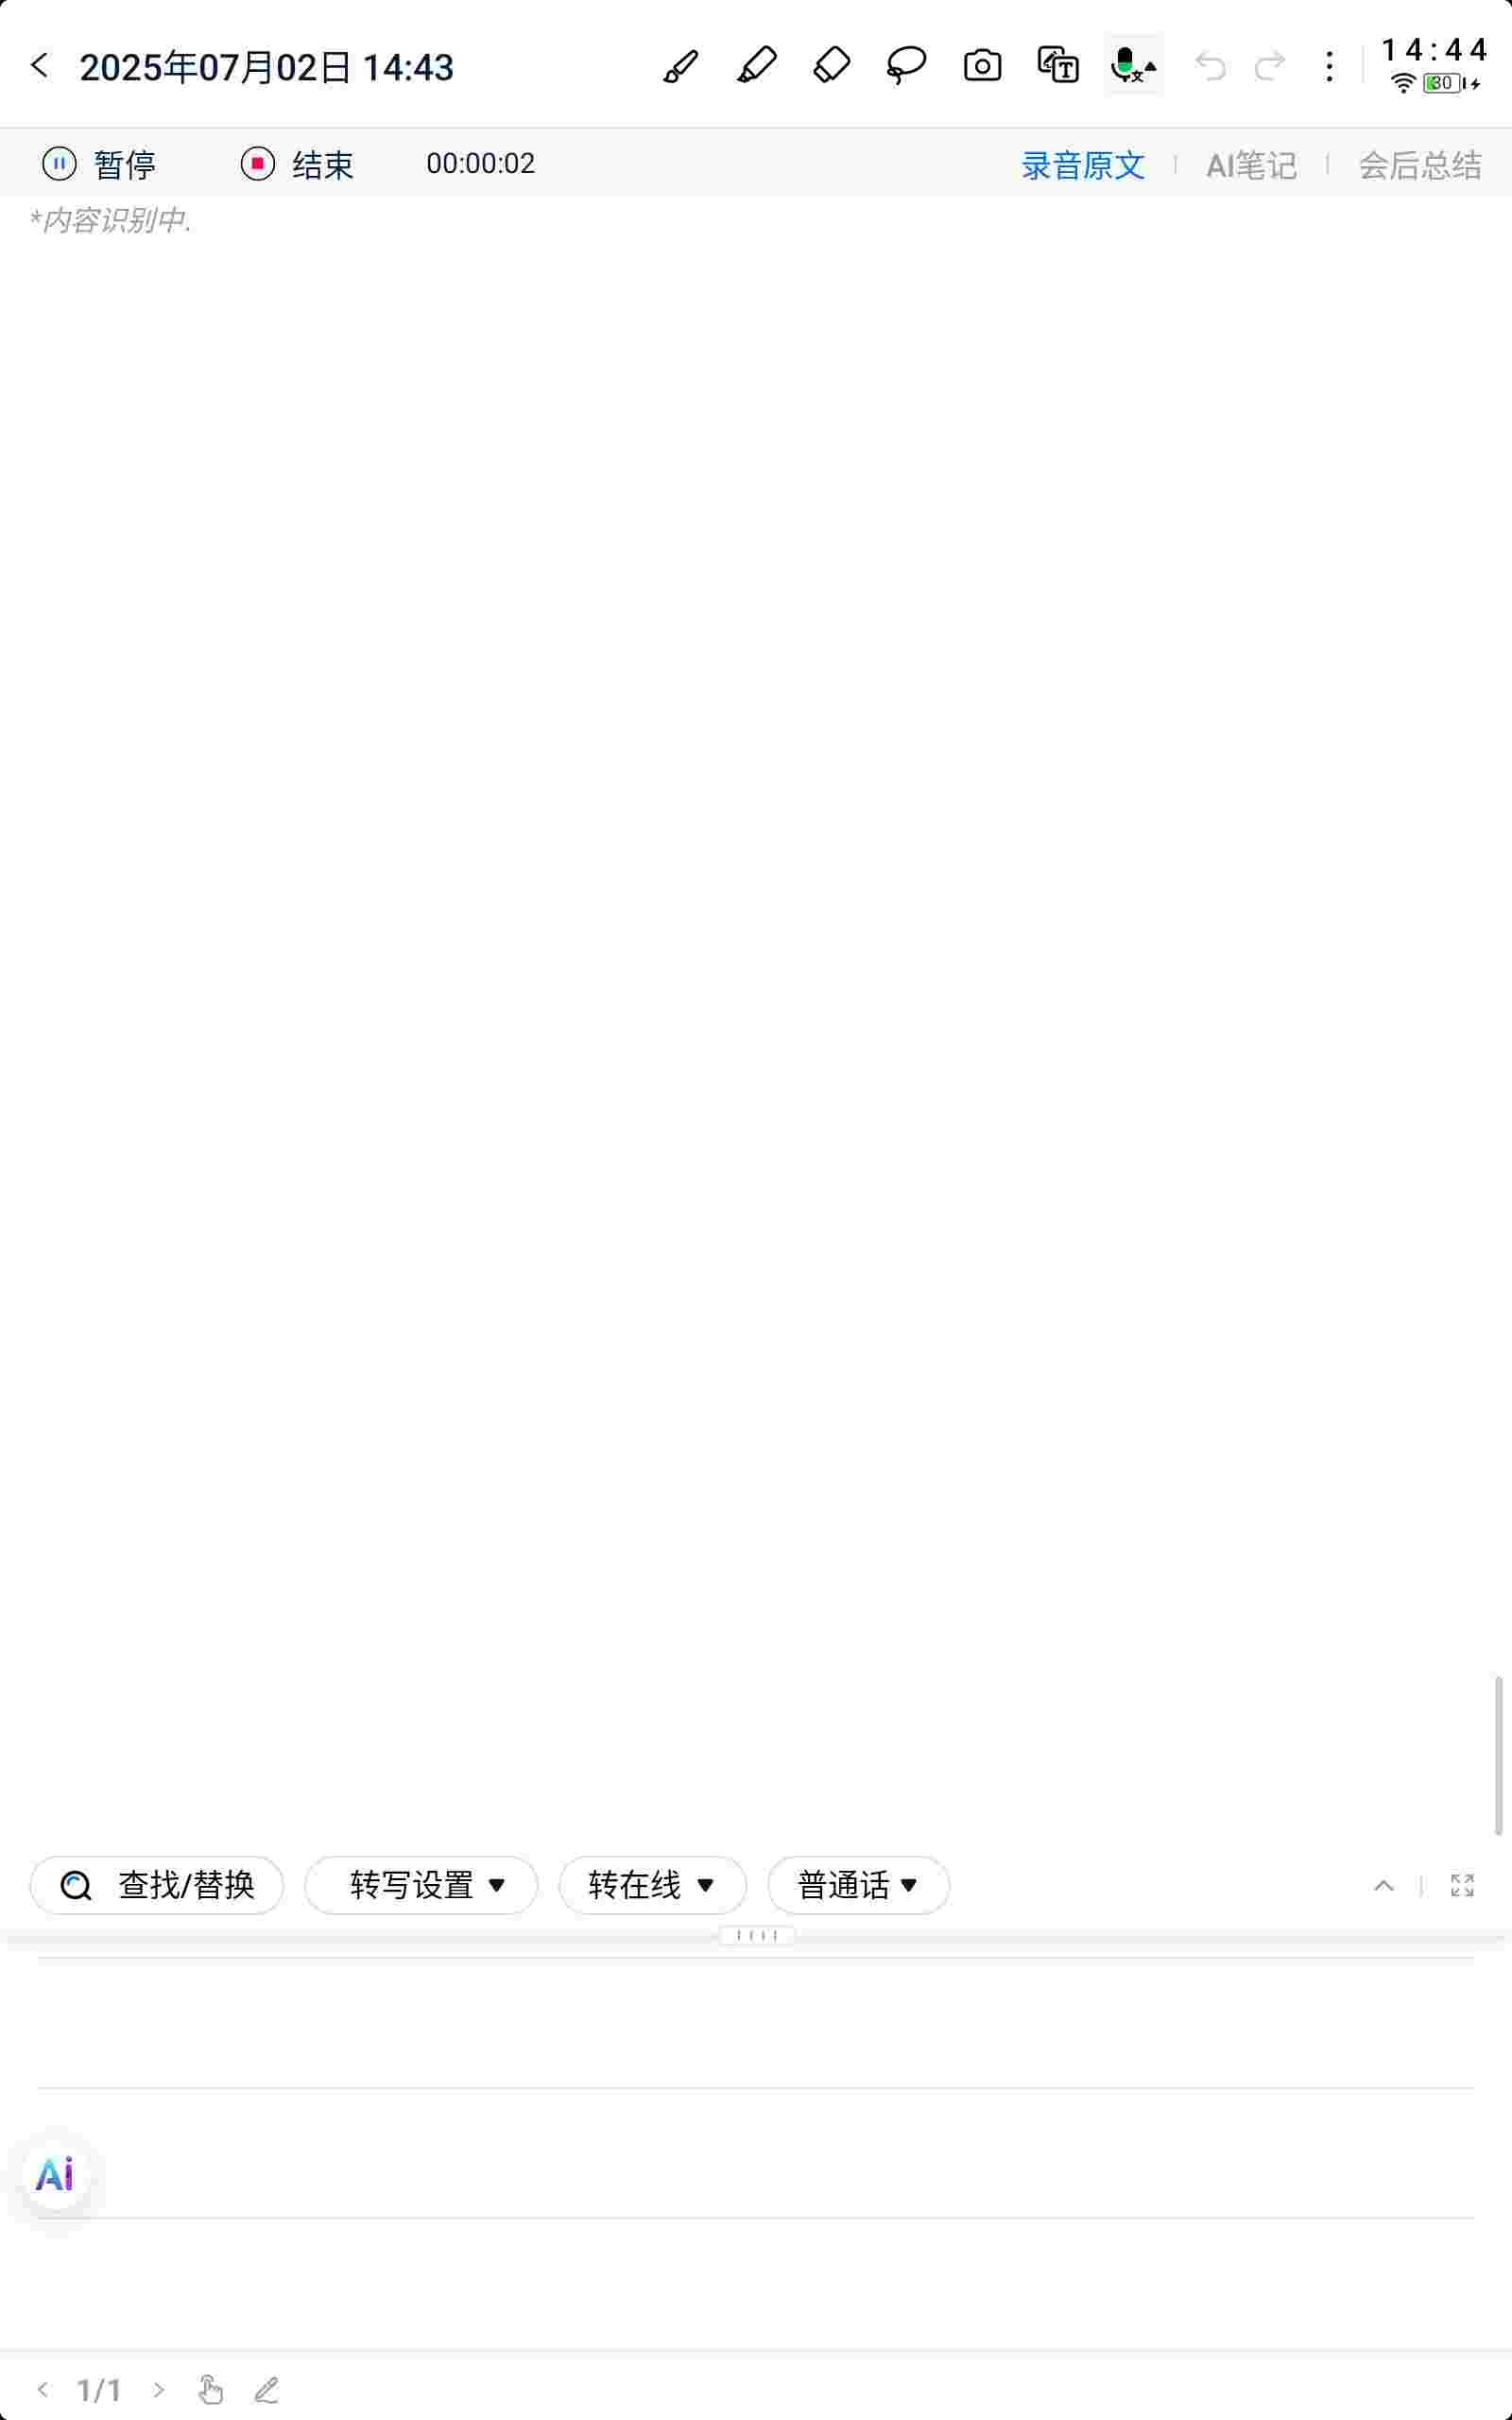 2025年07月02日 14:43
14:44
30
暂停 结束 00:00:02 录音原文 AI笔记 会后总结
*内容识别中.
查找/替换 转写设置 转在线 普通话
Ai
1/1